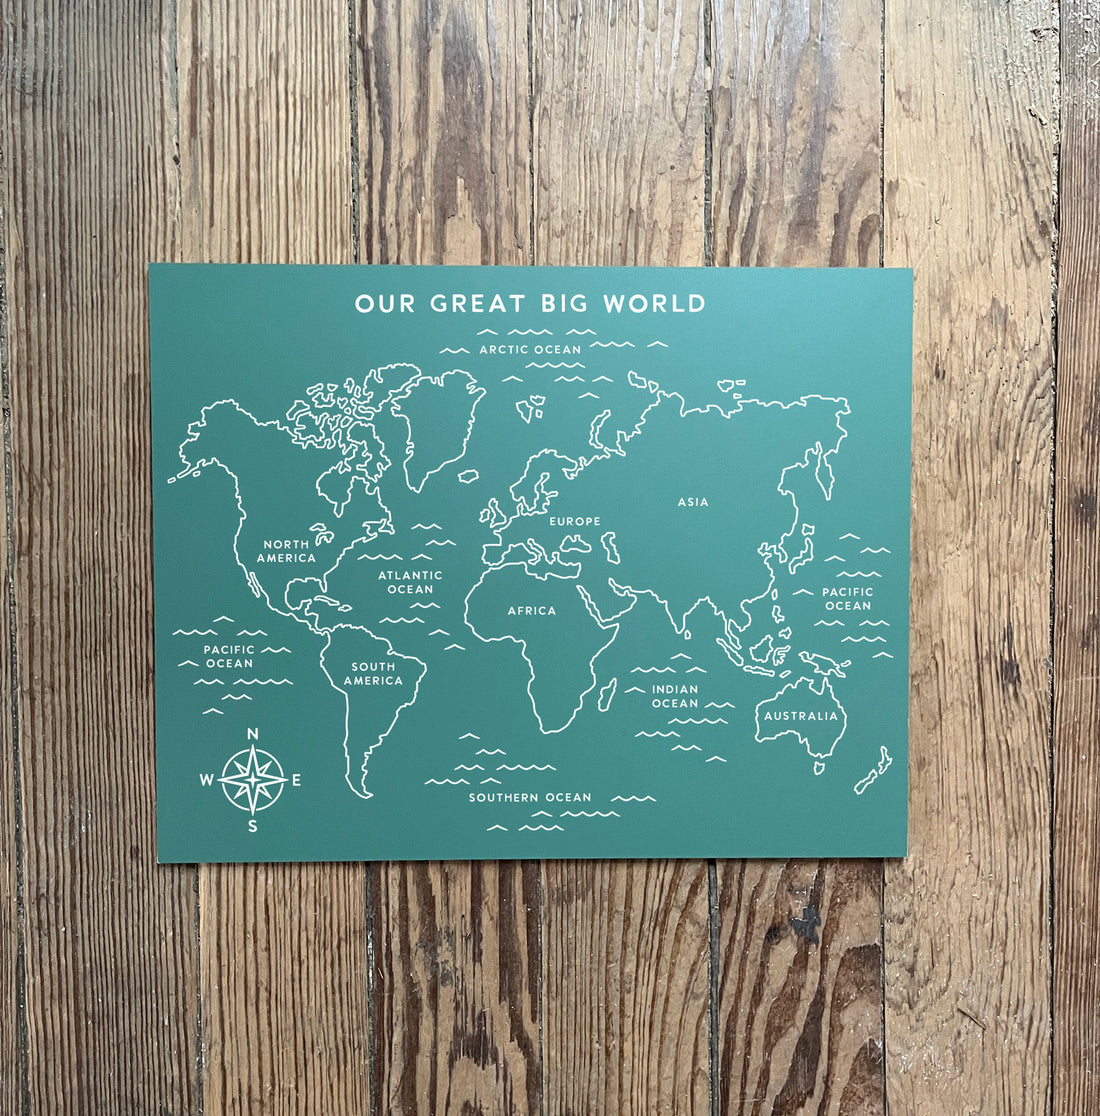 OUR GREAT BIG WORLD
ARCTIC OCEAN
ASIA
EUROPE
NORTH
AMERICA
ATLANTIC
OCEAN
PACIFIC
OCEAN
AFRICA
PACIFIC
OCEAN
SOUTH
AMERICA
INDIAN
OCEAN
AUSTRALIA
N
W E
S
SOUTHERN OCEAN